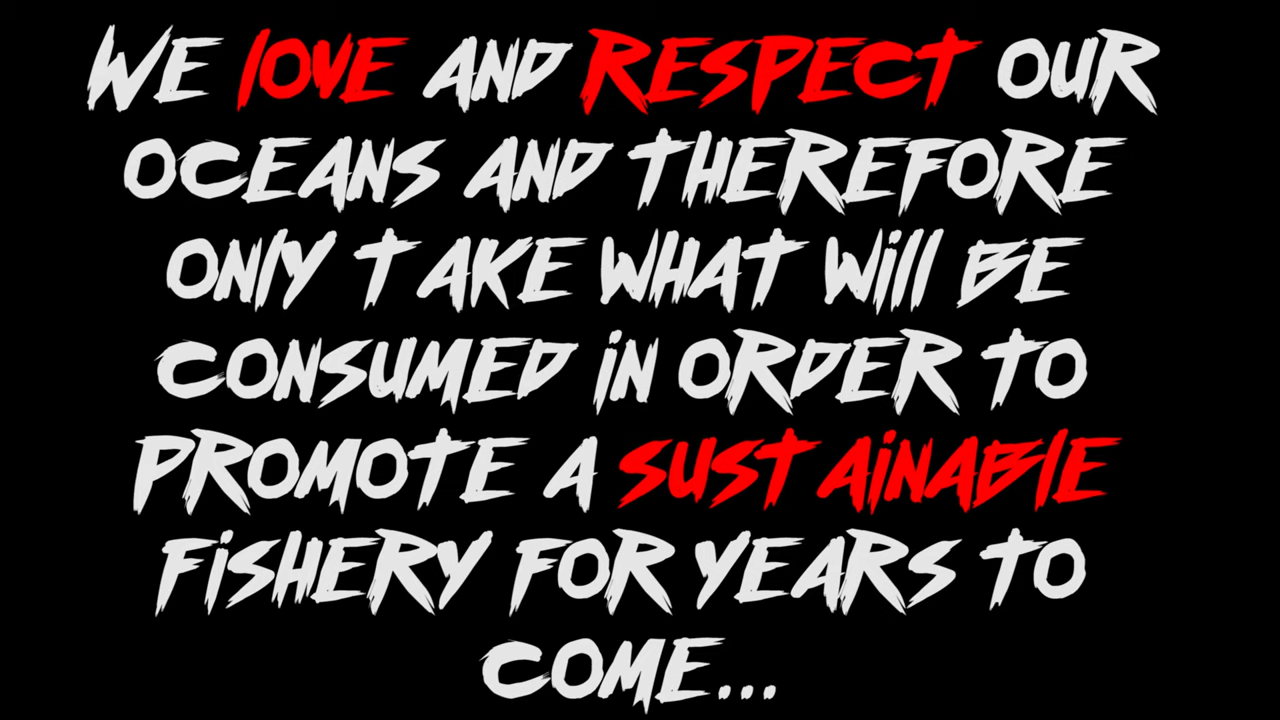 WE lOVE AND RESPECT OUR
OCEANS AND THEREFORE
ONlY TAKE WHAT Will BE
CONSUMED iN ORDER TO
PROMOTE A SUSTAiNABlE
FiSHERY FOR YEARS TO
COME...